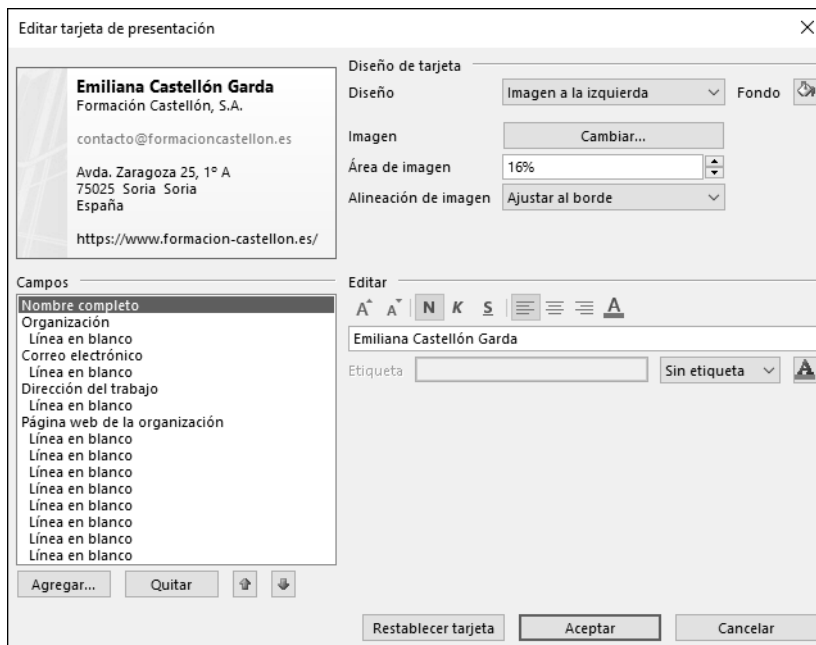 Editar tarjeta de presentación
Emiliana Castellón Garda
Formación Castellón, S.A.
contacto@formacioncastellon.es
Avda. Zaragoza 25, 1º A
75025 Soria Soria
España
https://www.formacion-castellon.es/
Diseño de tarjeta
Diseño Imagen a la izquierda Fondo
Imagen Cambiar...
Área de imagen 16%
Alineación de imagen Ajustar al borde
Campos
Nombre completo
Organización
Línea en blanco
Correo electrónico
Línea en blanco
Dirección del trabajo
Línea en blanco
Página web de la organización
Línea en blanco
Línea en blanco
Línea en blanco
Línea en blanco
Línea en blanco
Línea en blanco
Línea en blanco
Línea en blanco
Agregar... Quitar
Editar
A A N K S A
Emiliana Castellón Garda
Etiqueta Sin etiqueta A
Restablecer tarjeta Aceptar Cancelar